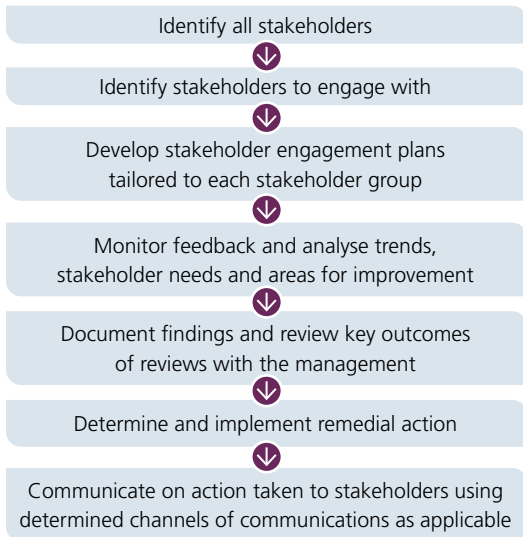 Identify all stakeholders
Identify stakeholders to engage with
Develop stakeholder engagement plans
tailored to each stakeholder group
Monitor feedback and analyse trends,
stakeholder needs and areas for improvement
Document findings and review key outcomes
of reviews with the management
Determine and implement remedial action
Communicate on action taken to stakeholders using
determined channels of communications as applicable